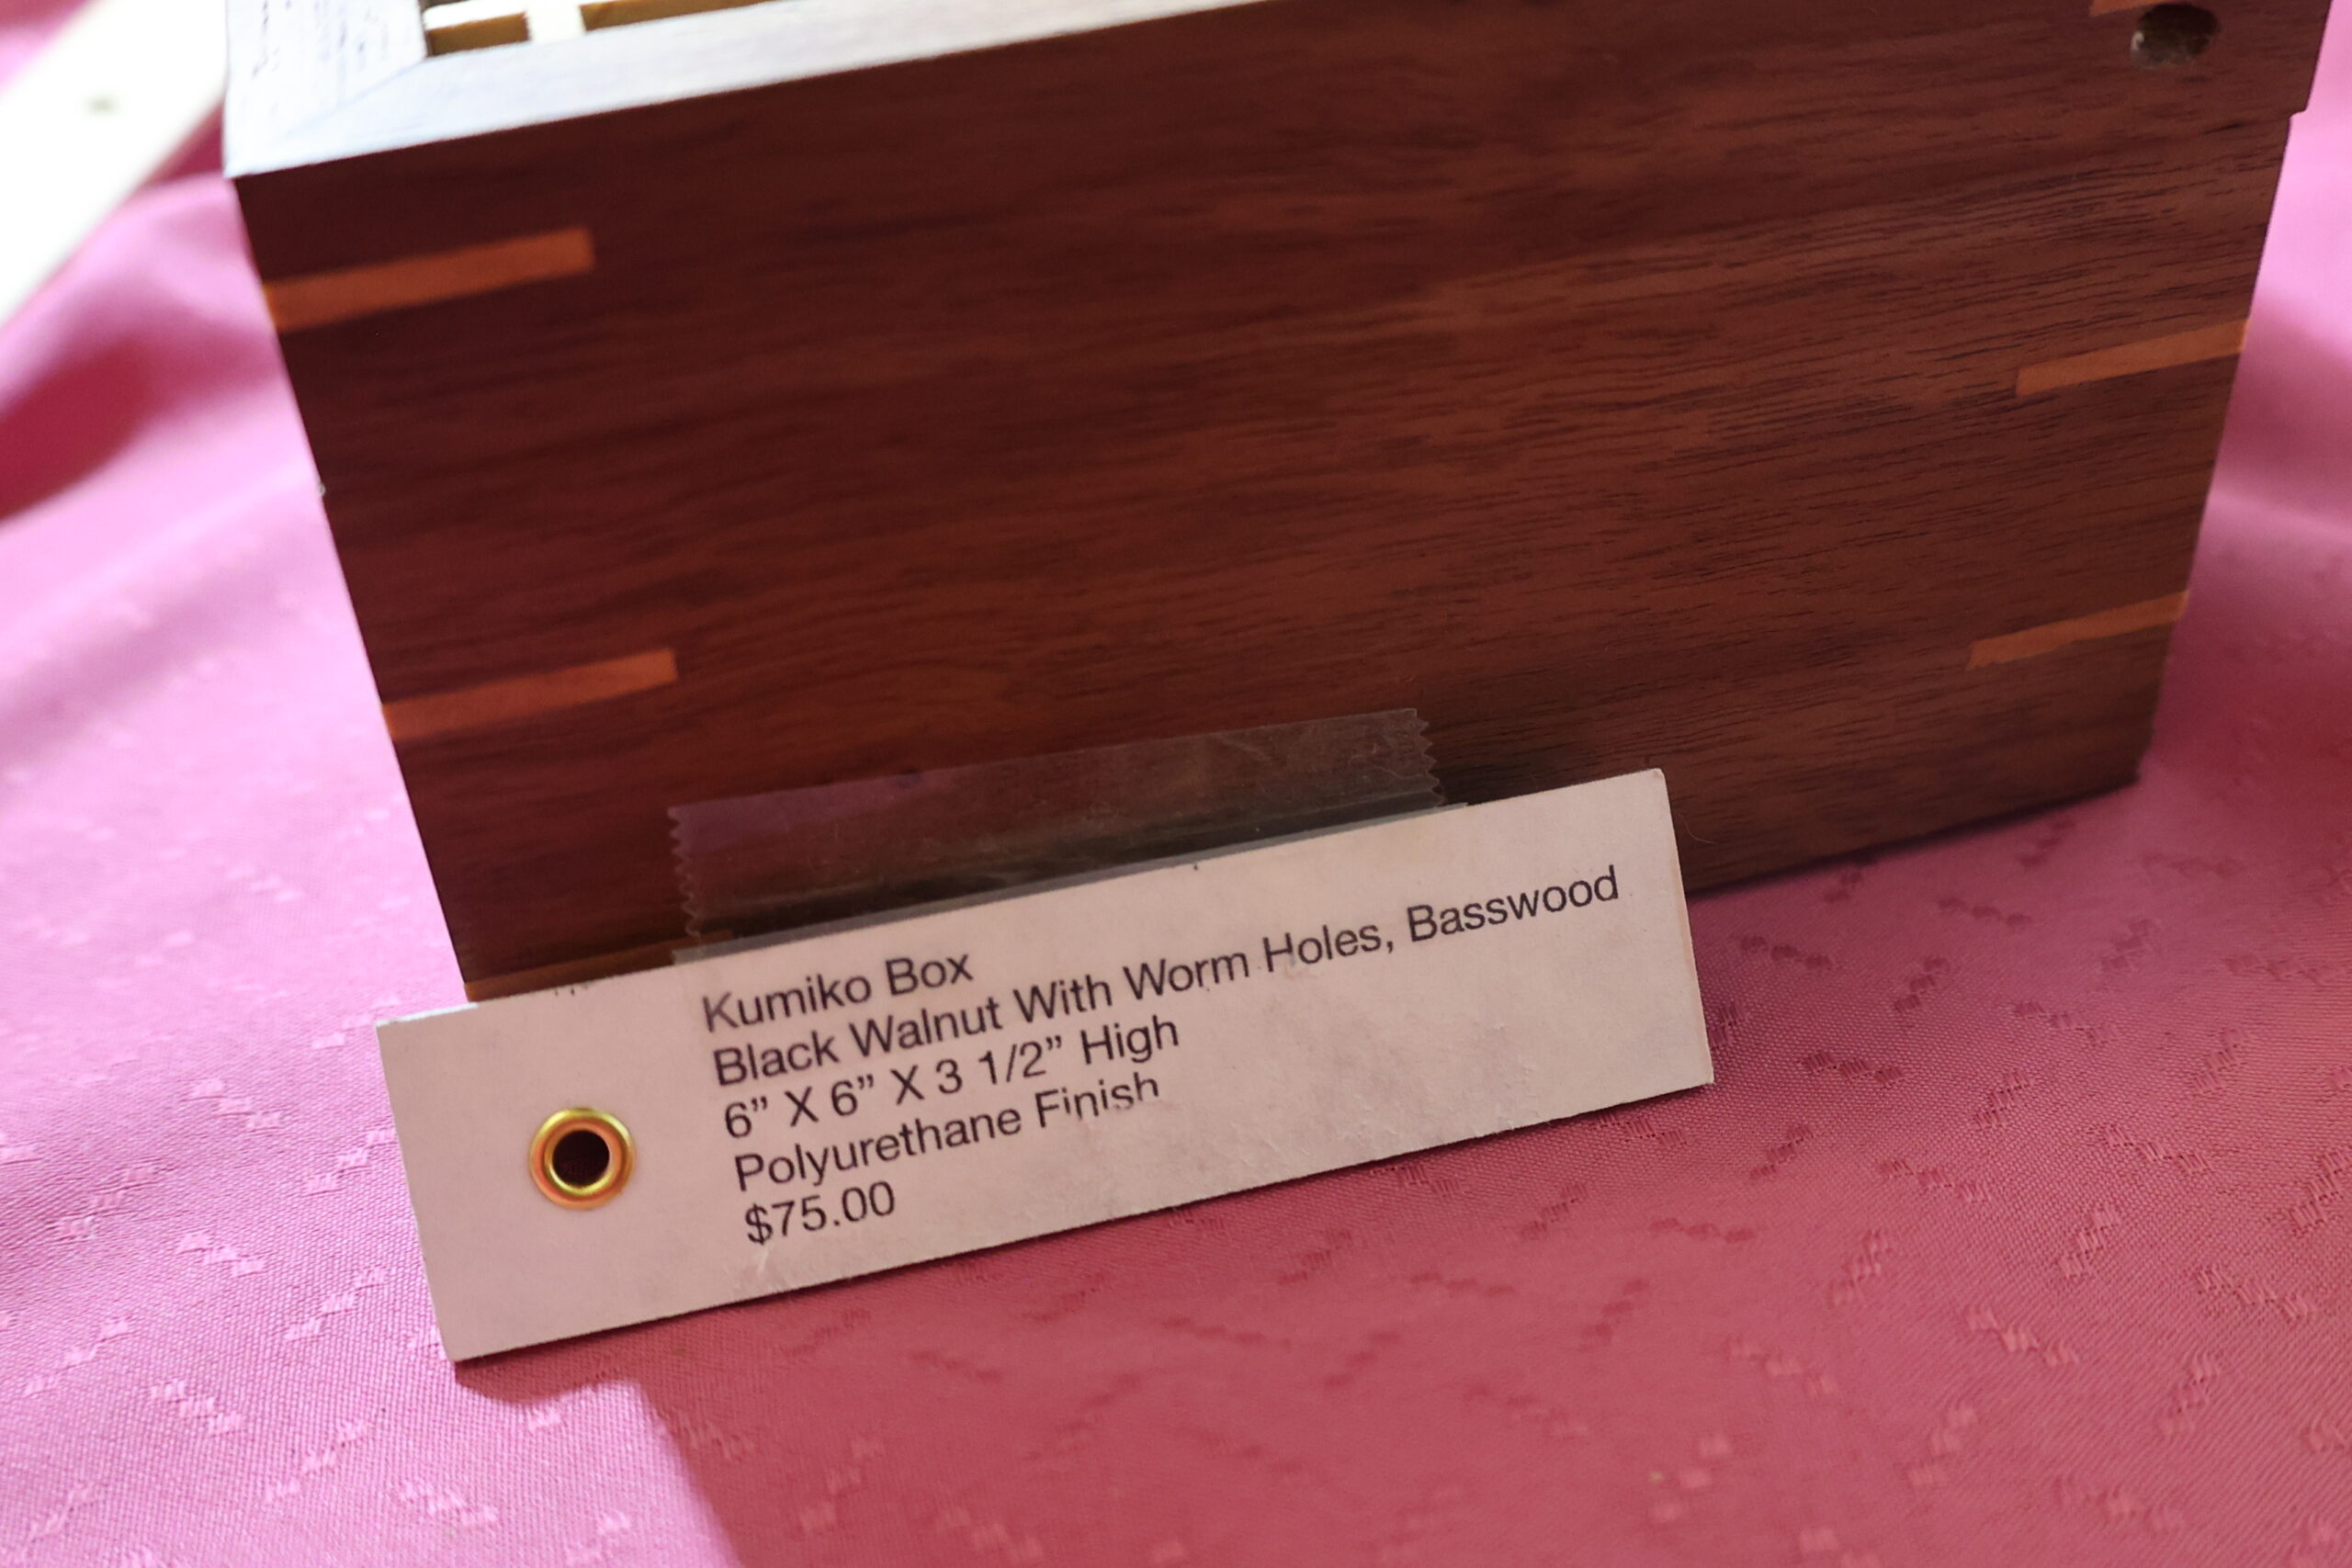 Kumiko Box
Black Walnut With Worm Holes, Basswood
6” X 6” X 3 1/2” High
Polyurethane Finish
$75.00